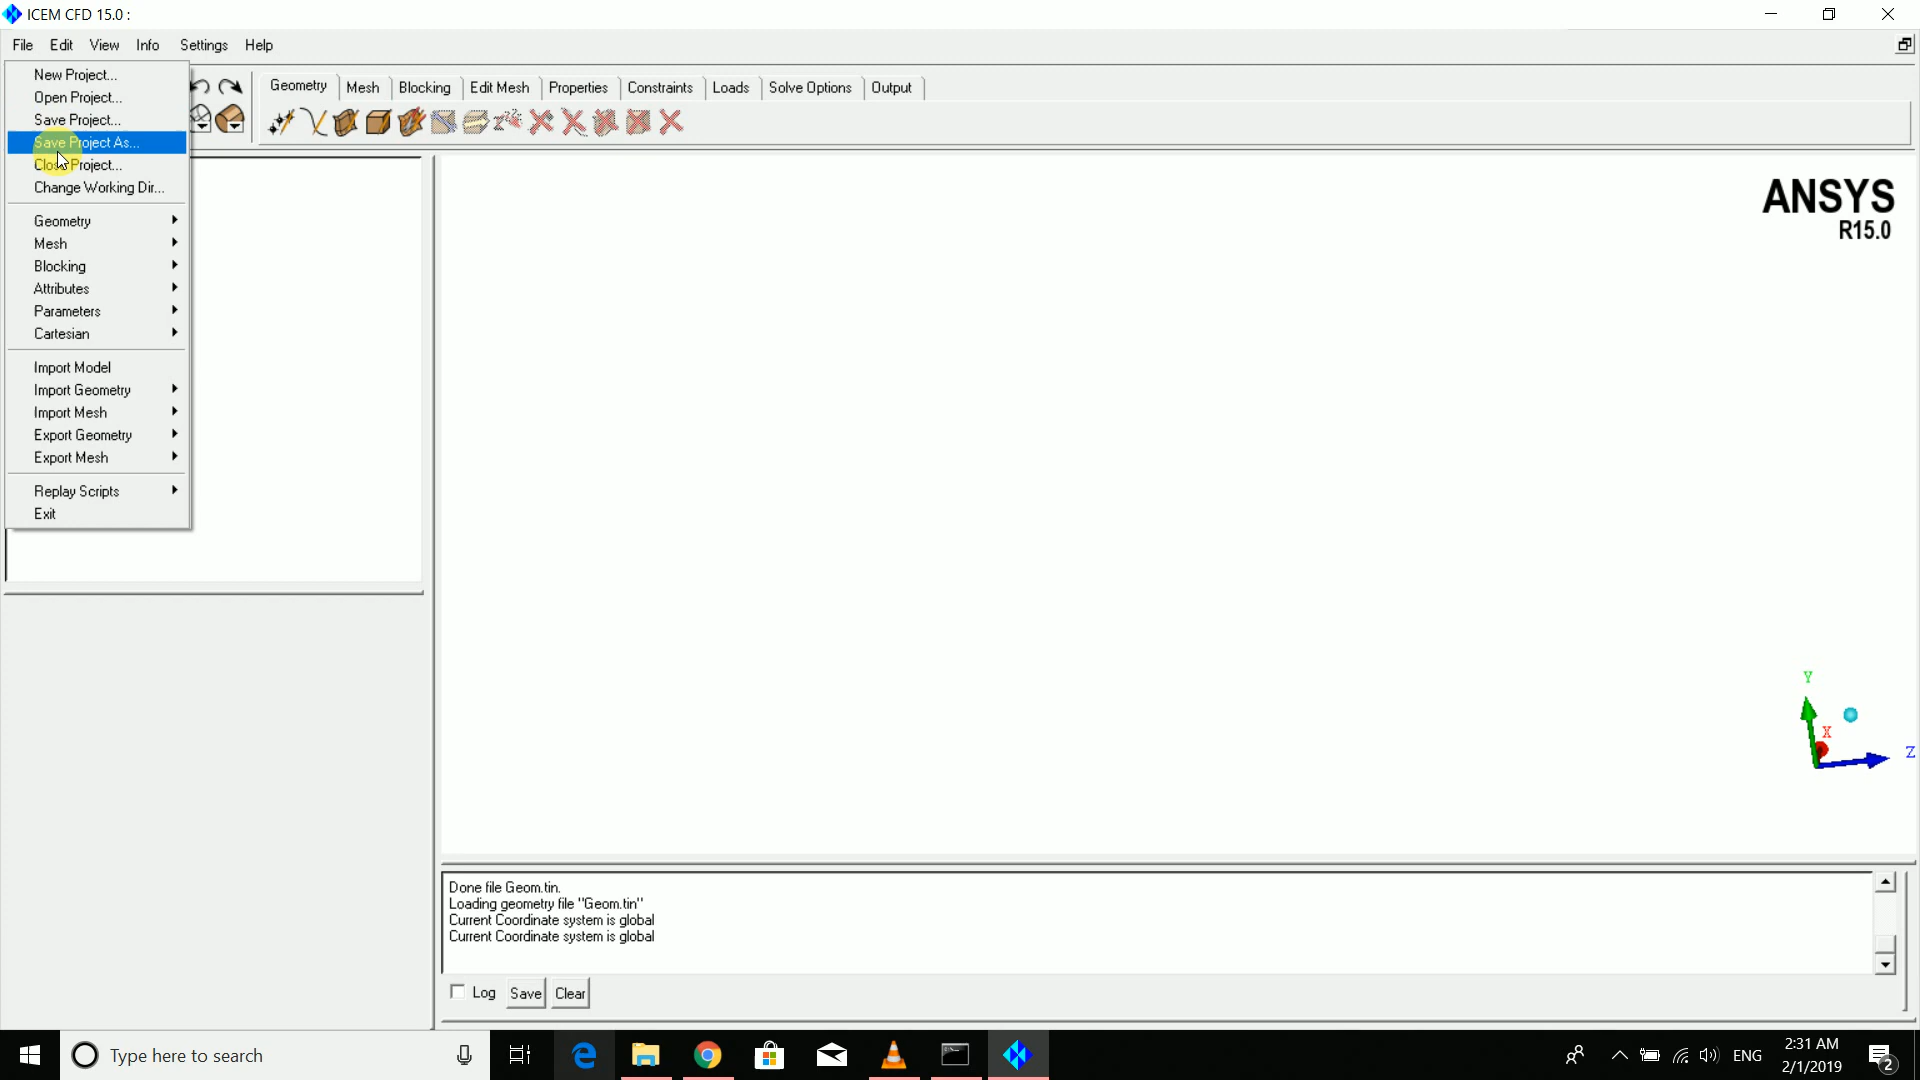 ICEM CFD 15.0 :
File Edit View Info Settings Help
New Project...
Open Project...
Save Project...
Save Project As...
Close Project...
Change Working Dir...
Geometry
Mesh
Blocking
Attributes
Parameters
Cartesian
Import Model
Import Geometry
Import Mesh
Export Geometry
Export Mesh
Replay Scripts
Exit
Geometry Mesh Blocking Edit Mesh Properties Constraints Loads Solve Options Output
ANSYS
R15.0
Y
X
Z
Done file Geom.tin.
Loading geometry file "Geom.tin"
Current Coordinate system is global
Current Coordinate system is global
Log Save Clear
Type here to search
ENG
2:31 AM
2/1/2019
2